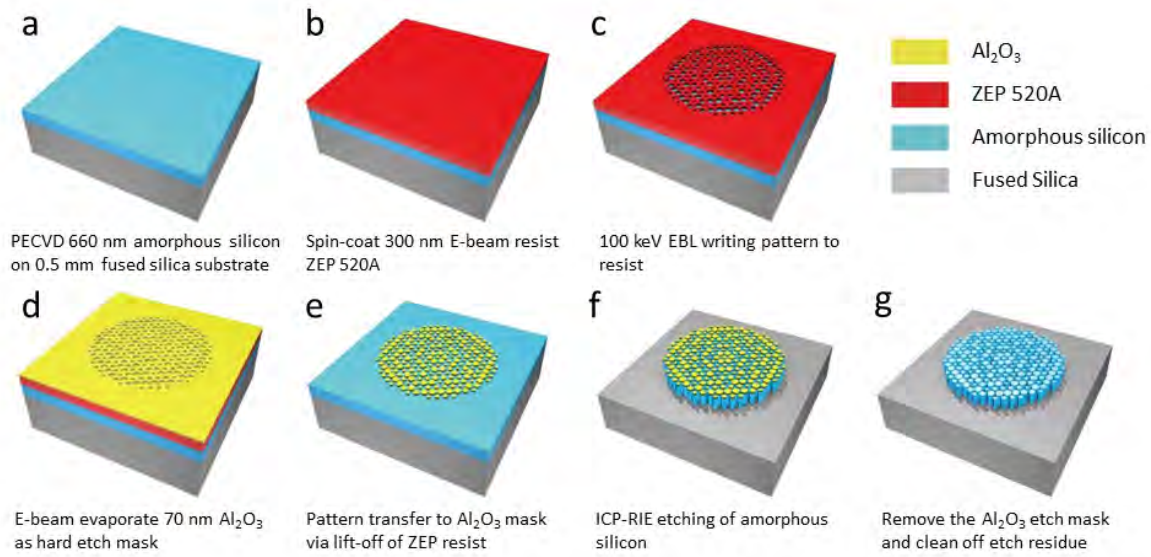 a
b
c
Al₂O₃
ZEP 520A
Amorphous silicon
Fused Silica
PECVD 660 nm amorphous silicon
on 0.5 mm fused silica substrate
Spin-coat 300 nm E-beam resist
ZEP 520A
100 keV EBL writing pattern to
resist
d
e
f
g
E-beam evaporate 70 nm Al₂O₃
as hard etch mask
Pattern transfer to Al₂O₃ mask
via lift-off of ZEP resist
ICP-RIE etching of amorphous
silicon
Remove the Al₂O₃ etch mask
and clean off etch residue